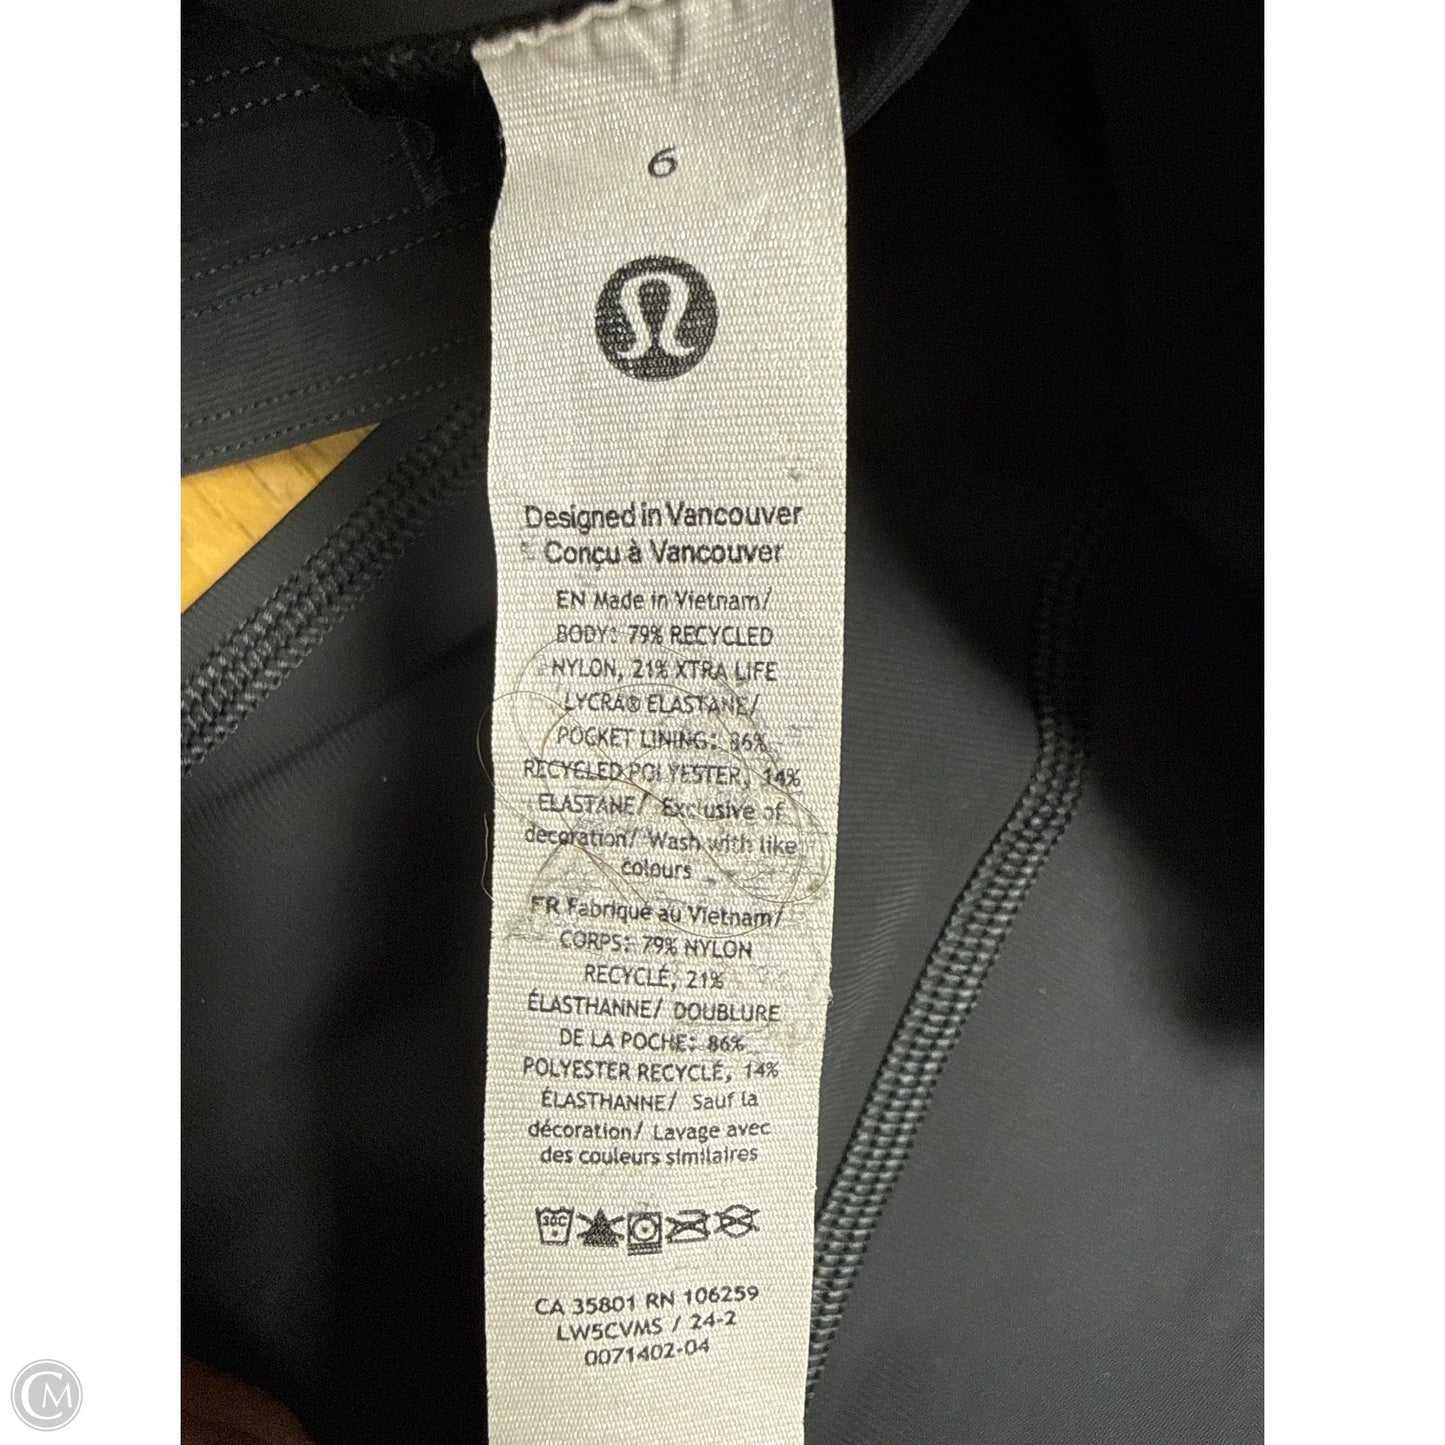 6
Designed in Vancouver
Conçu à Vancouver
EN Made in Vietnam/
BODY: 79% RECYCLED
NYLON, 21% XTRA LIFE
LYCRA® ELASTANE/
POCKET LINING: 86%
RECYCLED POLYESTER, 14%
ELASTANE/ Exclusive of
decoration/ Wash with like
colours
FR Fabriqué au Vietnam/
CORPS: 79% NYLON
RECYCLÉ, 21%
ÉLASTHANNE/ DOUBLURE
DE LA POCHE: 86%
POLYESTER RECYCLÉ, 14%
ÉLASTHANNE/ Sauf la
décoration/ Lavage avec
des couleurs similaires
30C
CA 35801 RN 106259
LW5CVMS / 24-2
0071402-04
CM